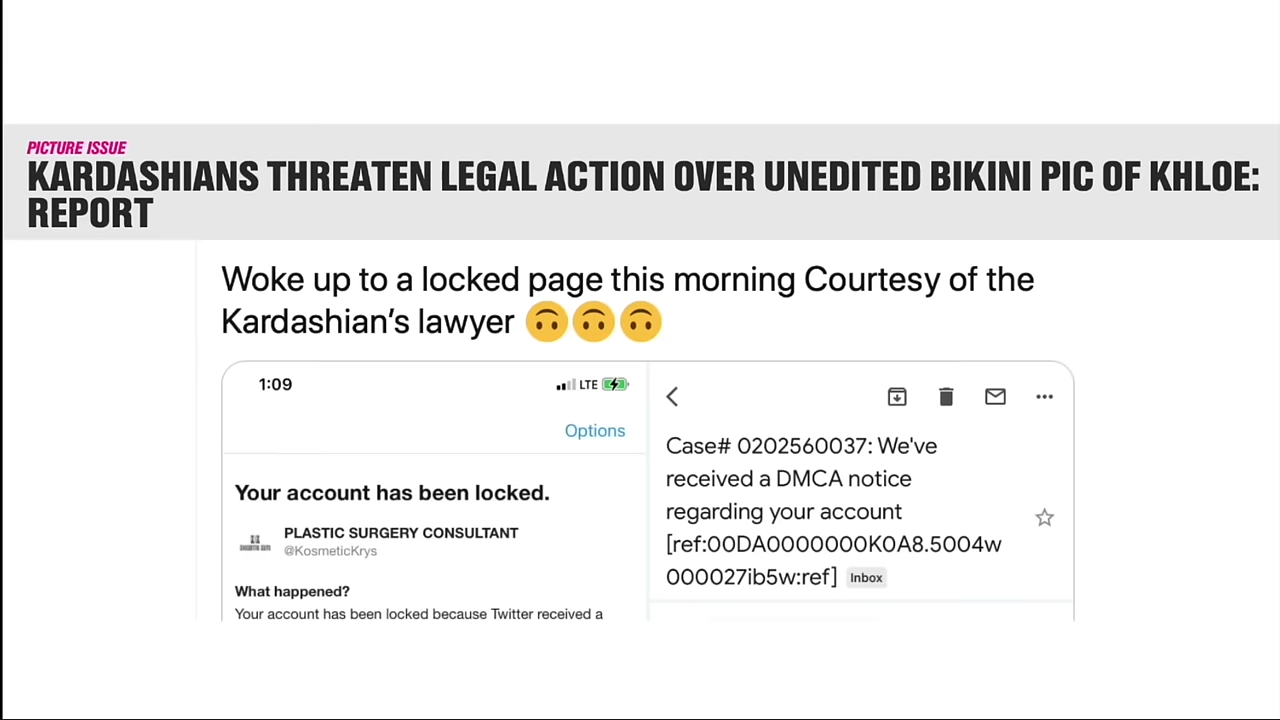 PICTURE ISSUE
KARDASHIANS THREATEN LEGAL ACTION OVER UNEDITED BIKINI PIC OF KHLOE:
REPORT
Woke up to a locked page this morning Courtesy of the
Kardashian’s lawyer 🙃🙃🙃
1:09
LTE
Options
Your account has been locked.
PLASTIC SURGERY CONSULTANT
@KosmeticKrys
What happened?
Your account has been locked because Twitter received a
Case# 0202560037: We've
received a DMCA notice
regarding your account
[ref:00DA0000000K0A8.5004w
000027ib5w:ref] Inbox